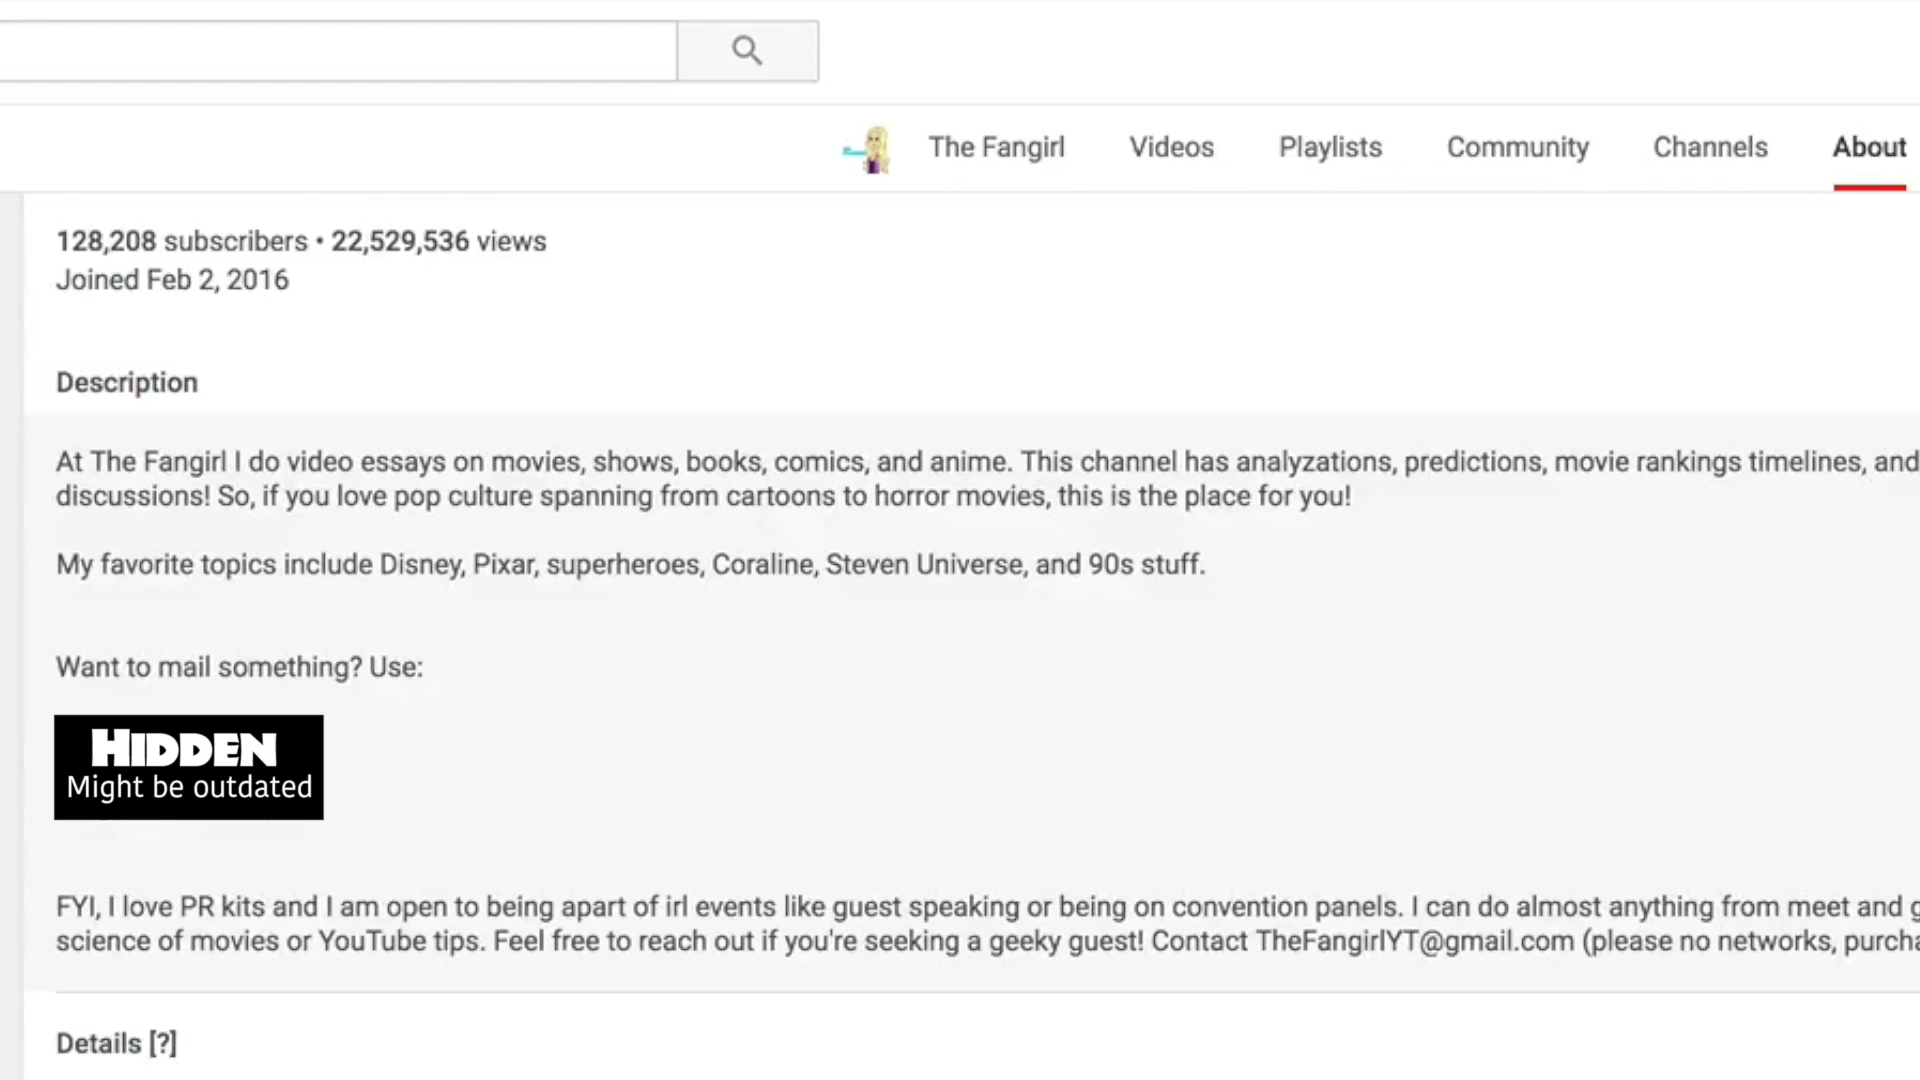 The Fangirl Videos Playlists Community Channels About
128,208 subscribers • 22,529,536 views
Joined Feb 2, 2016
Description
At The Fangirl I do video essays on movies, shows, books, comics, and anime. This channel has analyzations, predictions, movie rankings timelines, and
discussions! So, if you love pop culture spanning from cartoons to horror movies, this is the place for you!
My favorite topics include Disney, Pixar, superheroes, Coraline, Steven Universe, and 90s stuff.
Want to mail something? Use:
HIDDEN
Might be outdated
FYI, I love PR kits and I am open to being apart of irl events like guest speaking or being on convention panels. I can do almost anything from meet and
science of movies or YouTube tips. Feel free to reach out if you're seeking a geeky guest! Contact TheFangirlYT@gmail.com (please no networks,
Details [?]